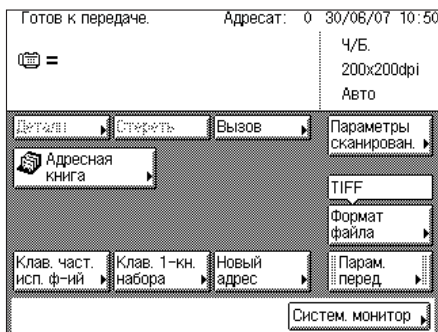 Готов к передаче. Адресат: 0 30/06/07 10:50
=
Ч/Б.
200x200dpi
Авто
Детали Стереть Вызов Параметры
сканирован.
Адресная
книга
TIFF
Формат
файла
Клав. част. Клав. 1-кн. Новый Парам.
исп. ф-ий набора адрес перед.
Систем. монитор